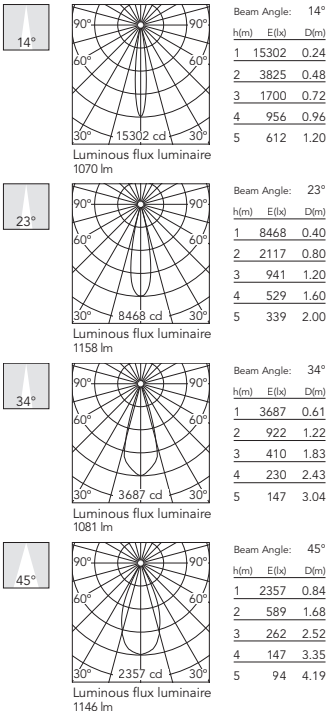 14°
90° 90°
60° 60°
30° 15302 cd 30°
Luminous flux luminaire
1070 lm
Beam Angle: 14°
h(m) E(lx) D(m)
1 15302 0.24
2 3825 0.48
3 1700 0.72
4 956 0.96
5 612 1.20
23°
90° 90°
60° 60°
30° 8468 cd 30°
Luminous flux luminaire
1158 lm
Beam Angle: 23°
h(m) E(lx) D(m)
1 8468 0.40
2 2117 0.80
3 941 1.20
4 529 1.60
5 339 2.00
34°
90° 90°
60° 60°
30° 3687 cd 30°
Luminous flux luminaire
1081 lm
Beam Angle: 34°
h(m) E(lx) D(m)
1 3687 0.61
2 922 1.22
3 410 1.83
4 230 2.43
5 147 3.04
45°
90° 90°
60° 60°
30° 2357 cd 30°
Luminous flux luminaire
1146 lm
Beam Angle: 45°
h(m) E(lx) D(m)
1 2357 0.84
2 589 1.68
3 262 2.52
4 147 3.35
5 94 4.19